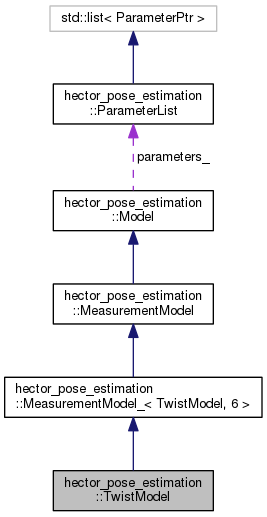 std::list< ParameterPtr >
hector_pose_estimation
::ParameterList
parameters_
hector_pose_estimation
::Model
hector_pose_estimation
::MeasurementModel
hector_pose_estimation
::MeasurementModel_< TwistModel, 6 >
hector_pose_estimation
::TwistModel